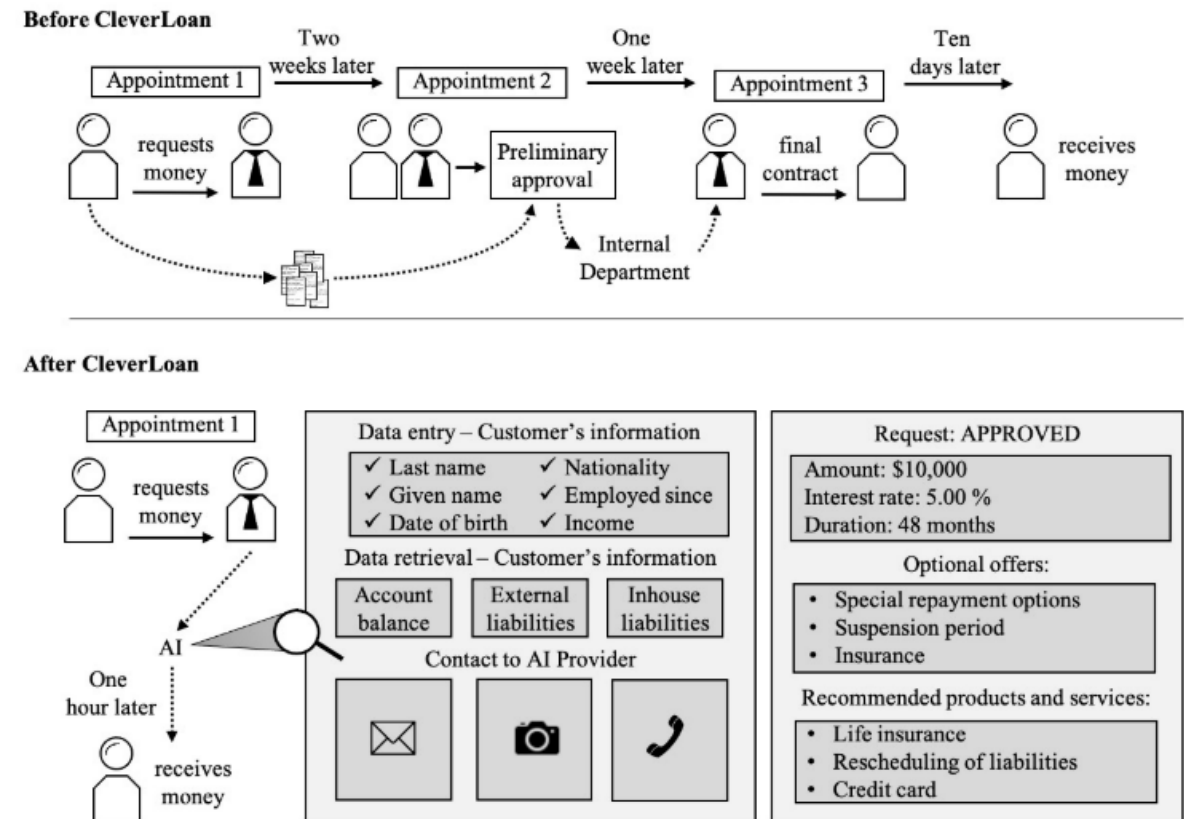 Before CleverLoan
Two
weeks later
One
week later
Ten
days later
Appointment 1
Appointment 2
Appointment 3
requests
money
Preliminary
approval
final
contract
receives
money
Internal
Department
After CleverLoan
Appointment 1
requests
money
AI
One
hour later
receives
money
Data entry – Customer's information
✓ Last name
✓ Given name
✓ Date of birth
✓ Nationality
✓ Employed since
✓ Income
Data retrieval – Customer's information
Account
balance
External
liabilities
Inhouse
liabilities
Contact to AI Provider
Request: APPROVED
Amount: $10,000
Interest rate: 5.00 %
Duration: 48 months
Optional offers:
• Special repayment options
• Suspension period
• Insurance
Recommended products and services:
• Life insurance
• Rescheduling of liabilities
• Credit card